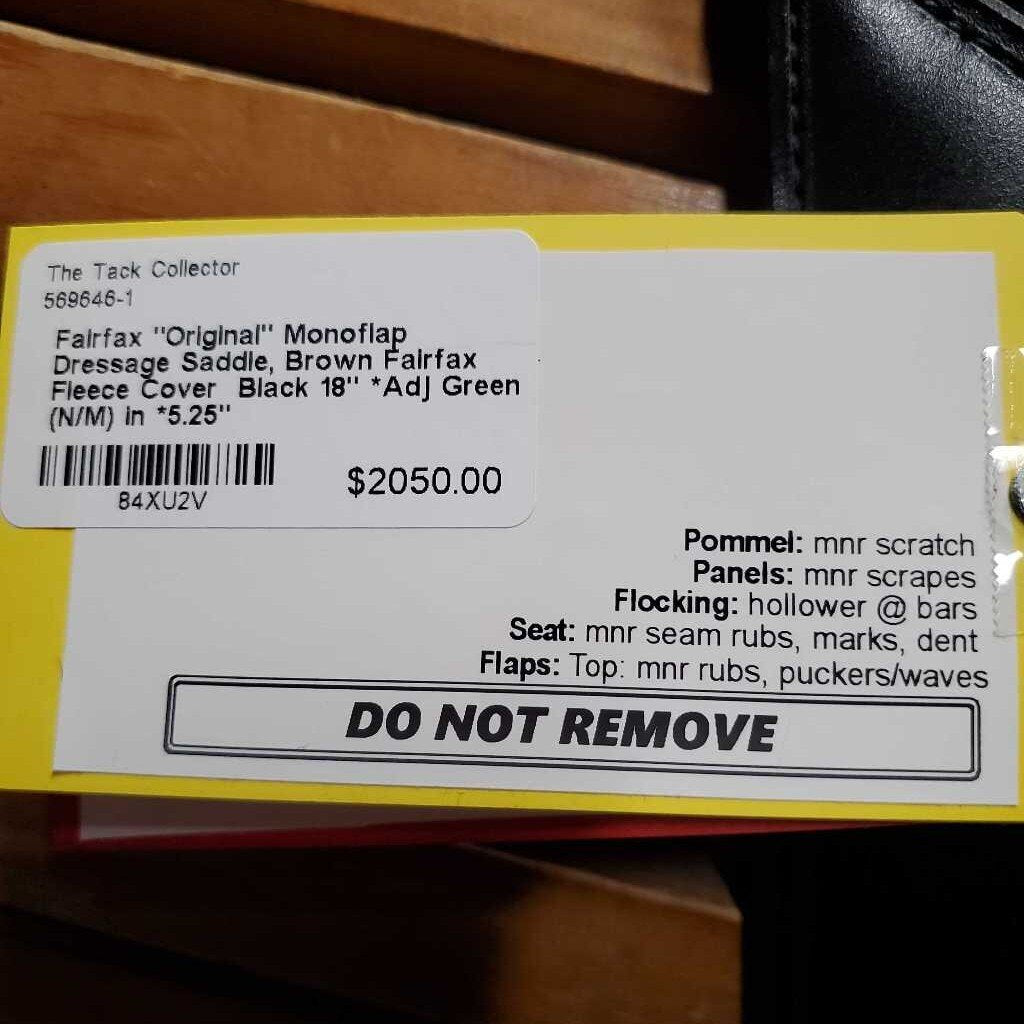 The Tack Collector
569646-1
Fairfax "Original" Monoflap
Dressage Saddle, Brown Fairfax
Fleece Cover Black 18" *Adj Green
(N/M) in *5.25"
84XU2V
$2050.00
Pommel: mnr scratch
Panels: mnr scrapes
Flocking: hollower @ bars
Seat: mnr seam rubs, marks, dent
Flaps: Top: mnr rubs, puckers/waves
DO NOT REMOVE